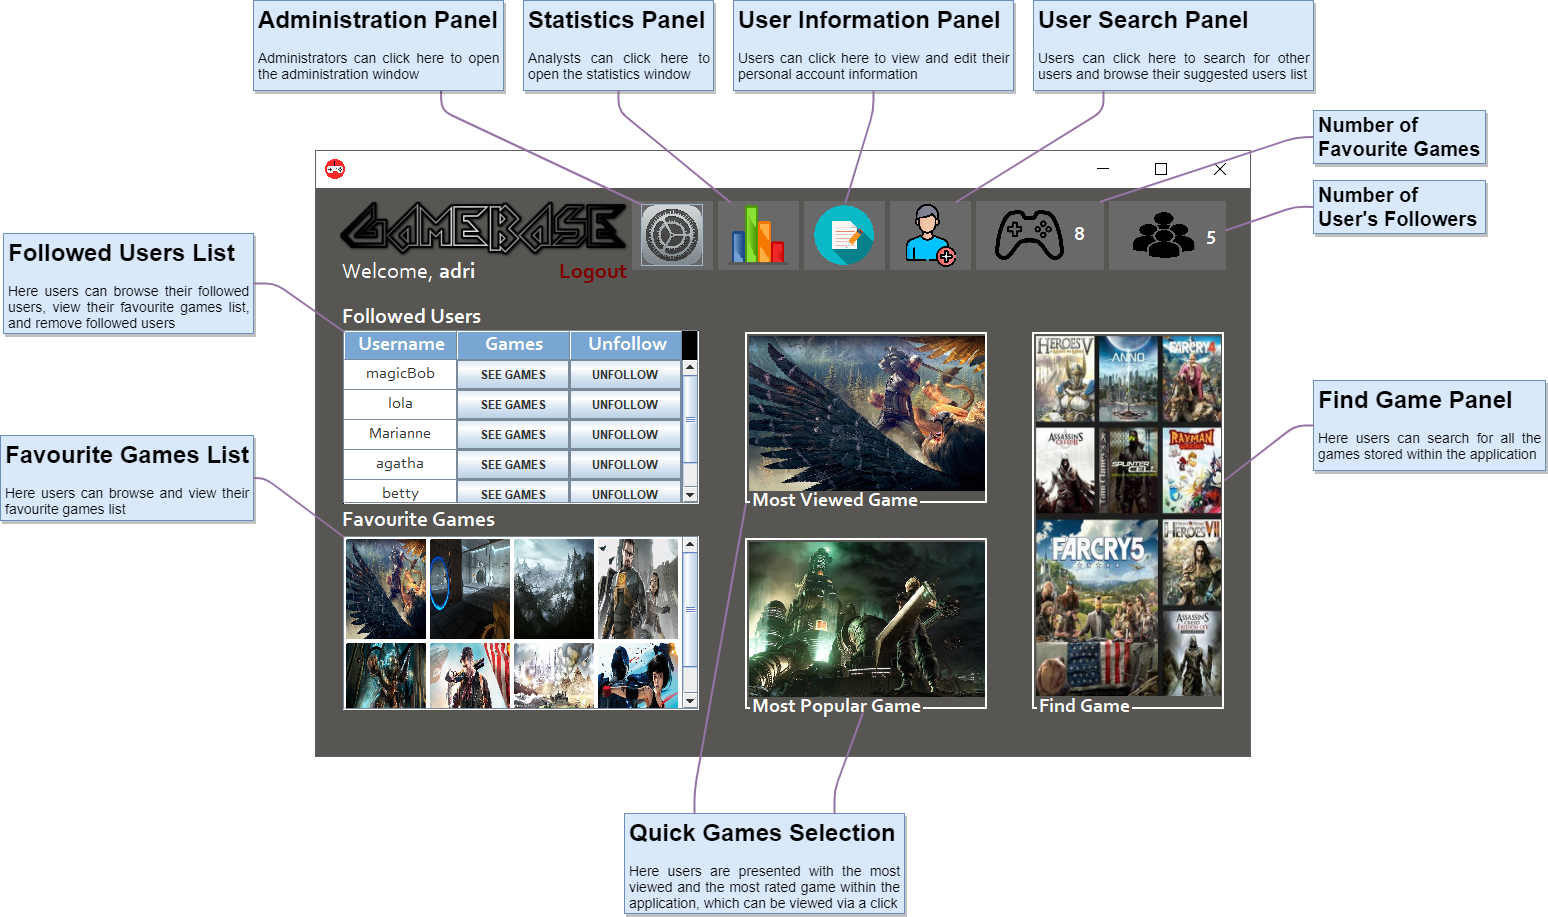 Administration Panel
Administrators can click here to open
the administration window
Statistics Panel
Analysts can click here to
open the statistics window
User Information Panel
Users can click here to view and edit their
personal account information
User Search Panel
Users can click here to search for other
users and browse their suggested users list
Number of
Favourite Games
Number of
User's Followers
GAMEBASE
8
5
Welcome, adri
Logout
Followed Users List
Here users can browse their followed
users, view their favourite games list,
and remove followed users
Followed Users
Username Games Unfollow
magicBob SEE GAMES UNFOLLOW
lola SEE GAMES UNFOLLOW
Marianne SEE GAMES UNFOLLOW
agatha SEE GAMES UNFOLLOW
betty SEE GAMES UNFOLLOW
Favourite Games List
Here users can browse and view their
favourite games list
Favourite Games
Most Viewed Game
Most Popular Game
HEROES V
ANNO
FARCRY 4
ASSASSIN'S
CREED II
SPLINTER
CELL
RAYMAN
FARCRY 5
HEROES VII
ASSASSIN'S
CREED
FREEDOM CRY
Find Game
Find Game Panel
Here users can search for all the
games stored within the application
Quick Games Selection
Here users are presented with the most
viewed and the most rated game within the
application, which can be viewed via a click